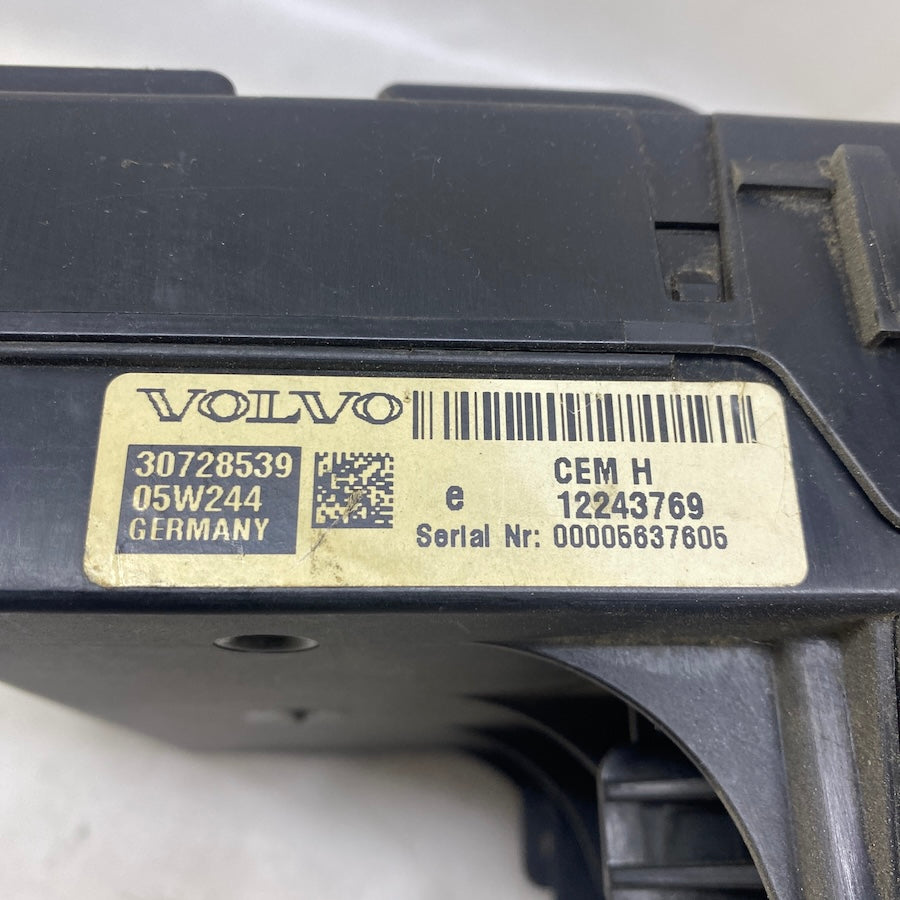 VOLVO
30728539
05W244
GERMANY
CEM H
e 12243769
Serial Nr: 00005637605